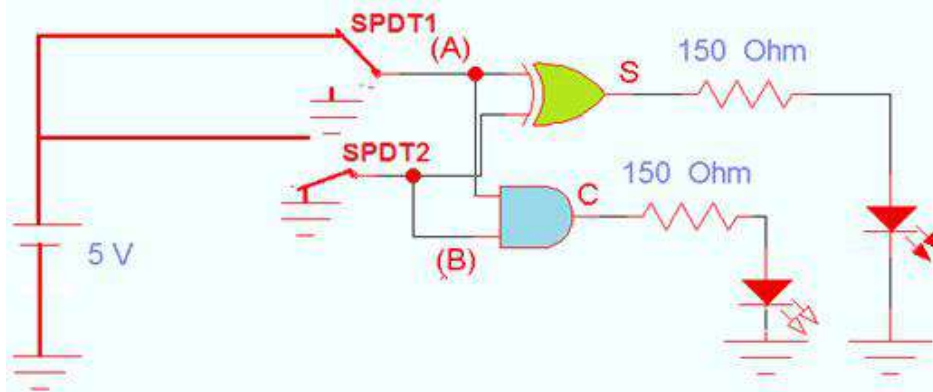 SPDT1
(A)
S
150 Ohm
SPDT2
150 Ohm
C
5 V
(B)